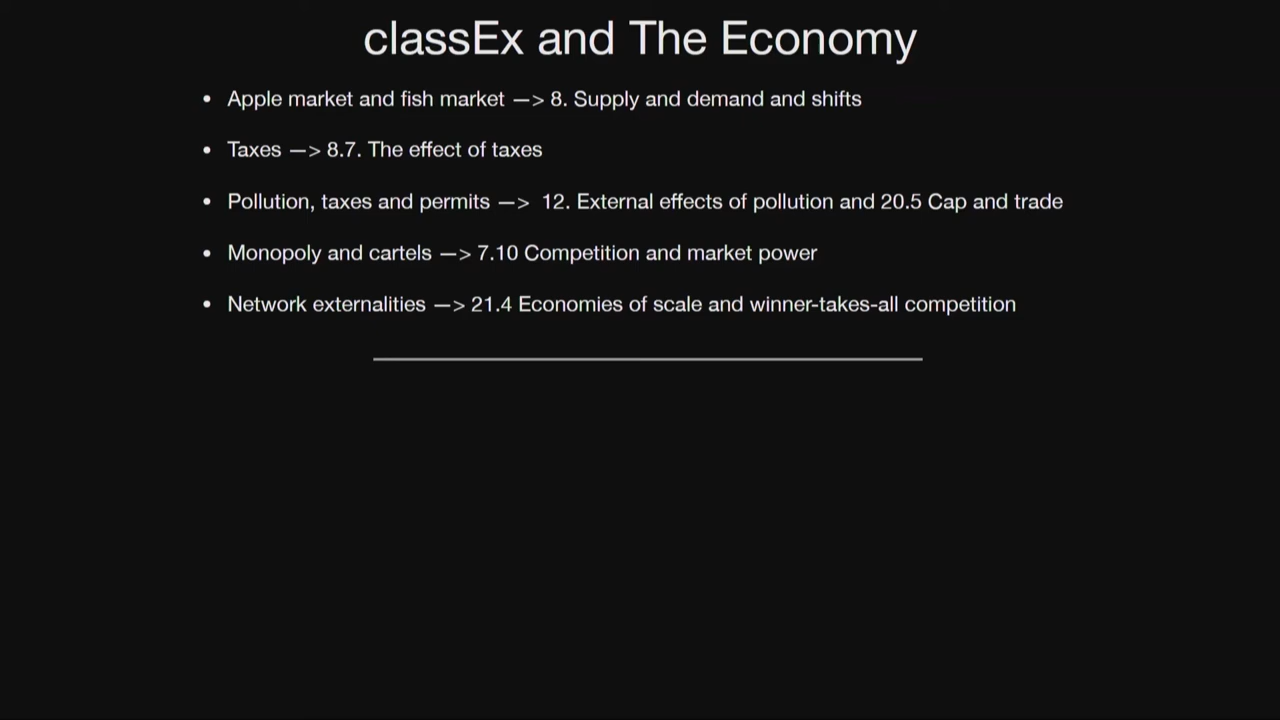 classEx and The Economy
• Apple market and fish market —> 8. Supply and demand and shifts
• Taxes —> 8.7. The effect of taxes
• Pollution, taxes and permits —> 12. External effects of pollution and 20.5 Cap and trade
• Monopoly and cartels —> 7.10 Competition and market power
• Network externalities —> 21.4 Economies of scale and winner-takes-all competition